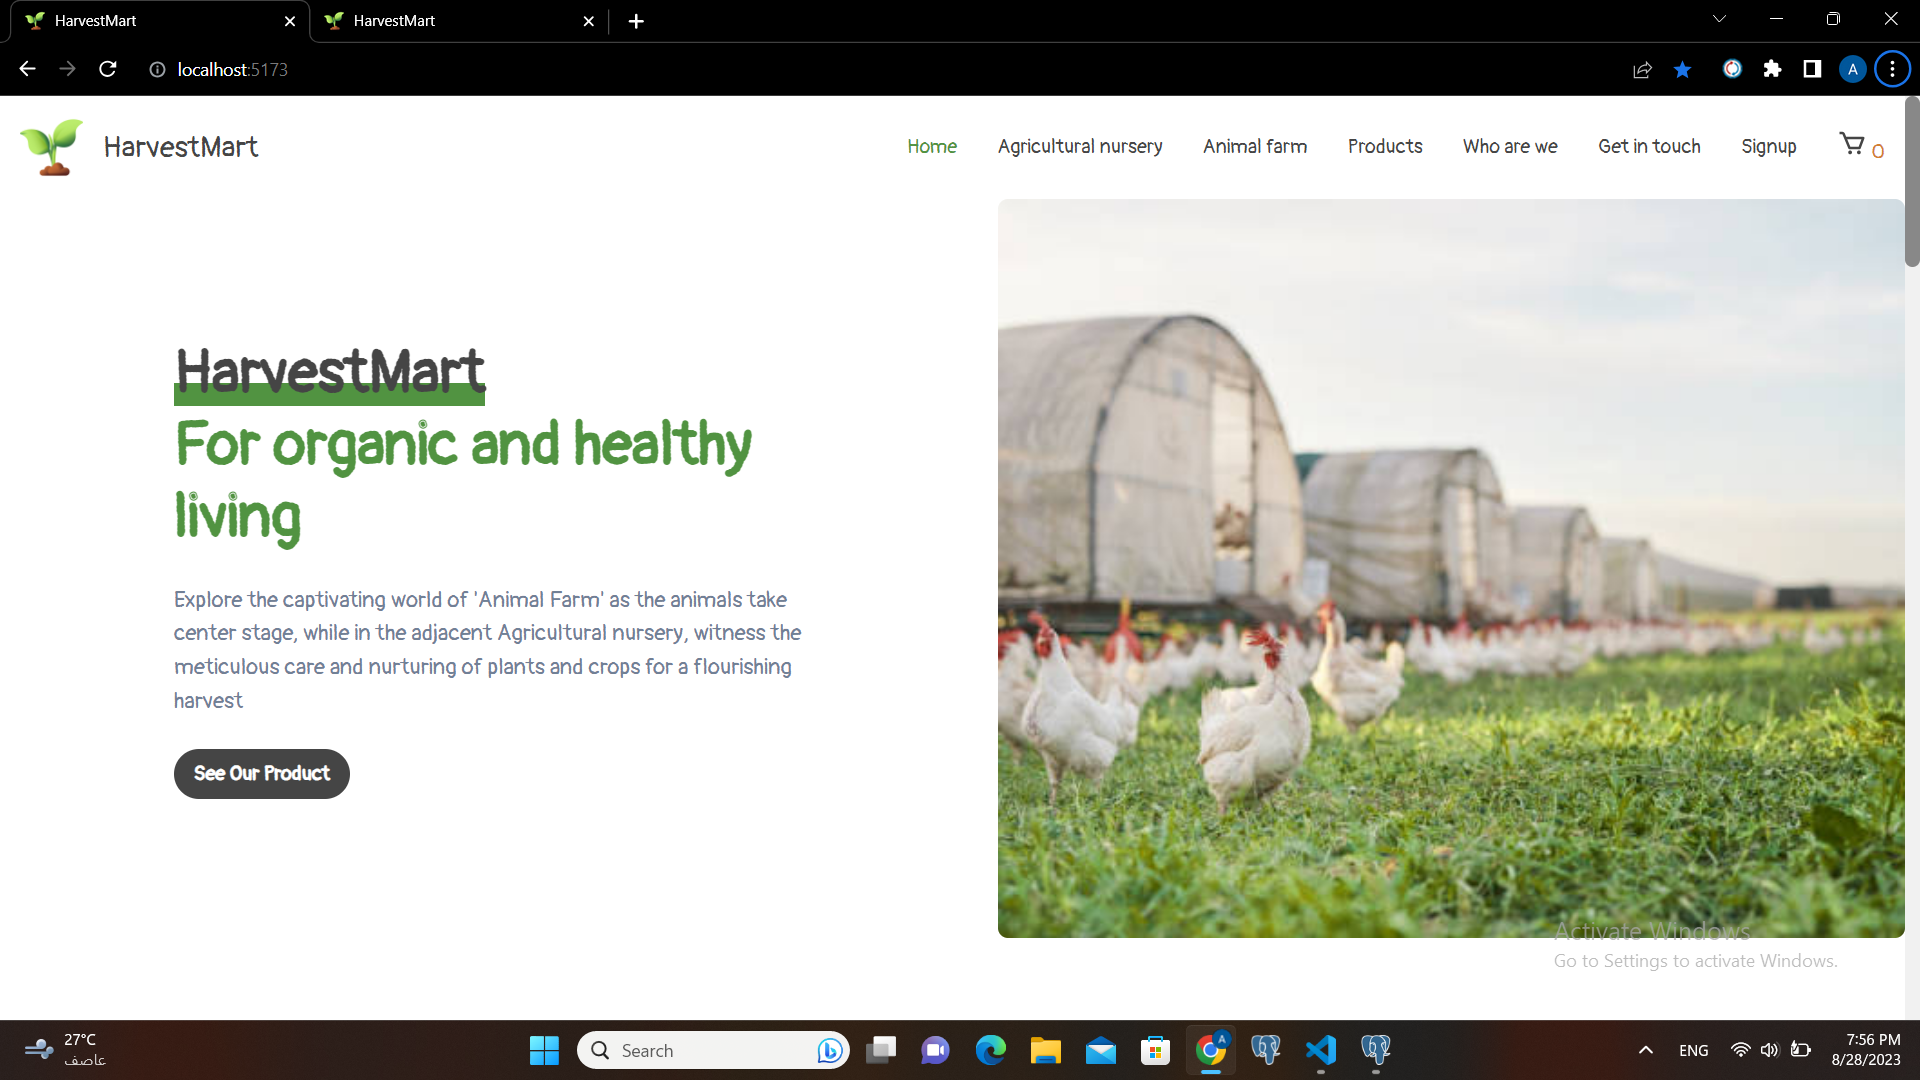 HarvestMart
HarvestMart
localhost:5173
A
HarvestMart
Home Agricultural nursery Animal farm Products Who are we Get in touch Signup 0
HarvestMart
For organic and healthy
living
Explore the captivating world of 'Animal Farm' as the animals take
center stage, while in the adjacent Agricultural nursery, witness the
meticulous care and nurturing of plants and crops for a flourishing
harvest
See Our Product
Activate Windows
Go to Settings to activate Windows.
27°C
عاصف
Search
A
ENG
7:56 PM
8/28/2023